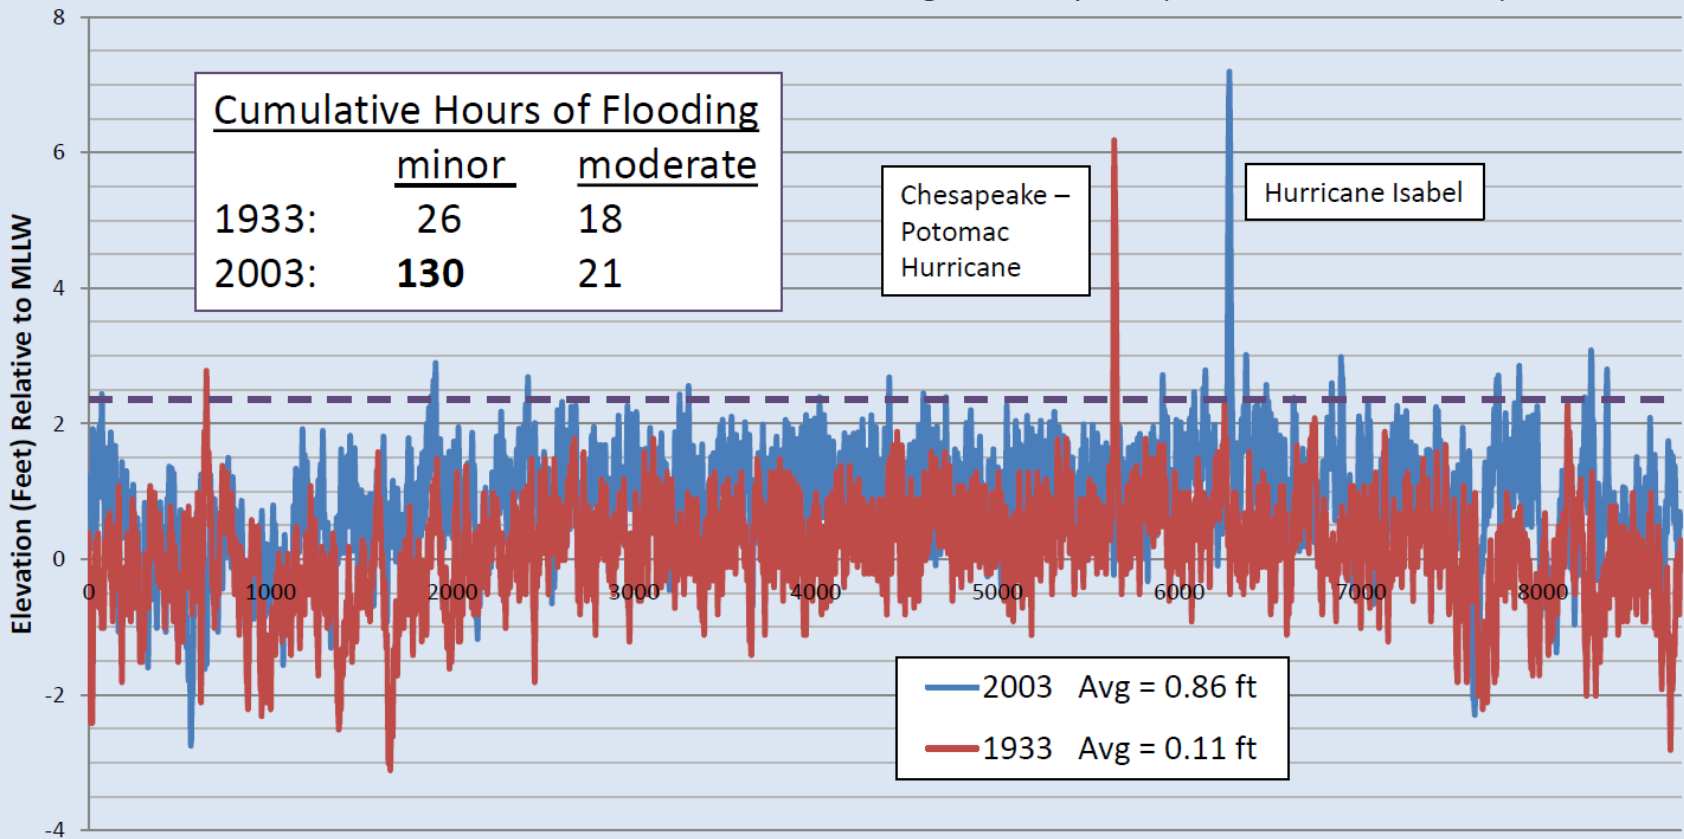 8
6
4
2
0
-2
-4
Elevation (Feet) Relative to MLLW
Cumulative Hours of Flooding
minor moderate
1933: 26 18
2003: 130 21
Chesapeake –
Potomac
Hurricane
Hurricane Isabel
0 1000 2000 3000 4000 5000 6000 7000 8000
2003 Avg = 0.86 ft
1933 Avg = 0.11 ft